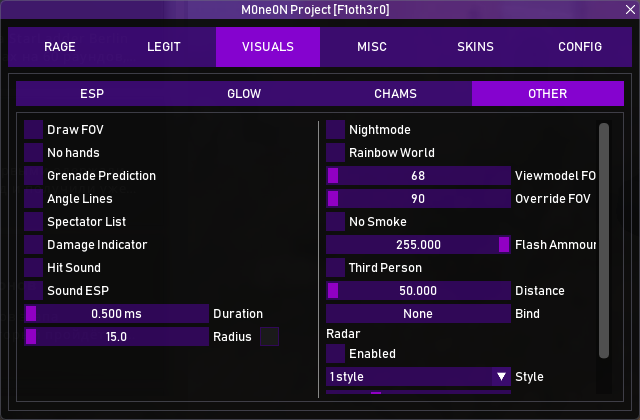 M0ne0N Project [F1oth3r0]
RAGE LEGIT VISUALS MISC SKINS CONFIG
ESP GLOW CHAMS OTHER
Draw FOV
No hands
Grenade Prediction
Angle Lines
Spectator List
Damage Indicator
Hit Sound
Sound ESP
0.500 ms Duration
15.0 Radius
Nightmode
Rainbow World
68 Viewmodel FO
90 Override FOV
No Smoke
255.000 Flash Ammour
Third Person
50.000 Distance
None Bind
Radar
Enabled
1 style Style